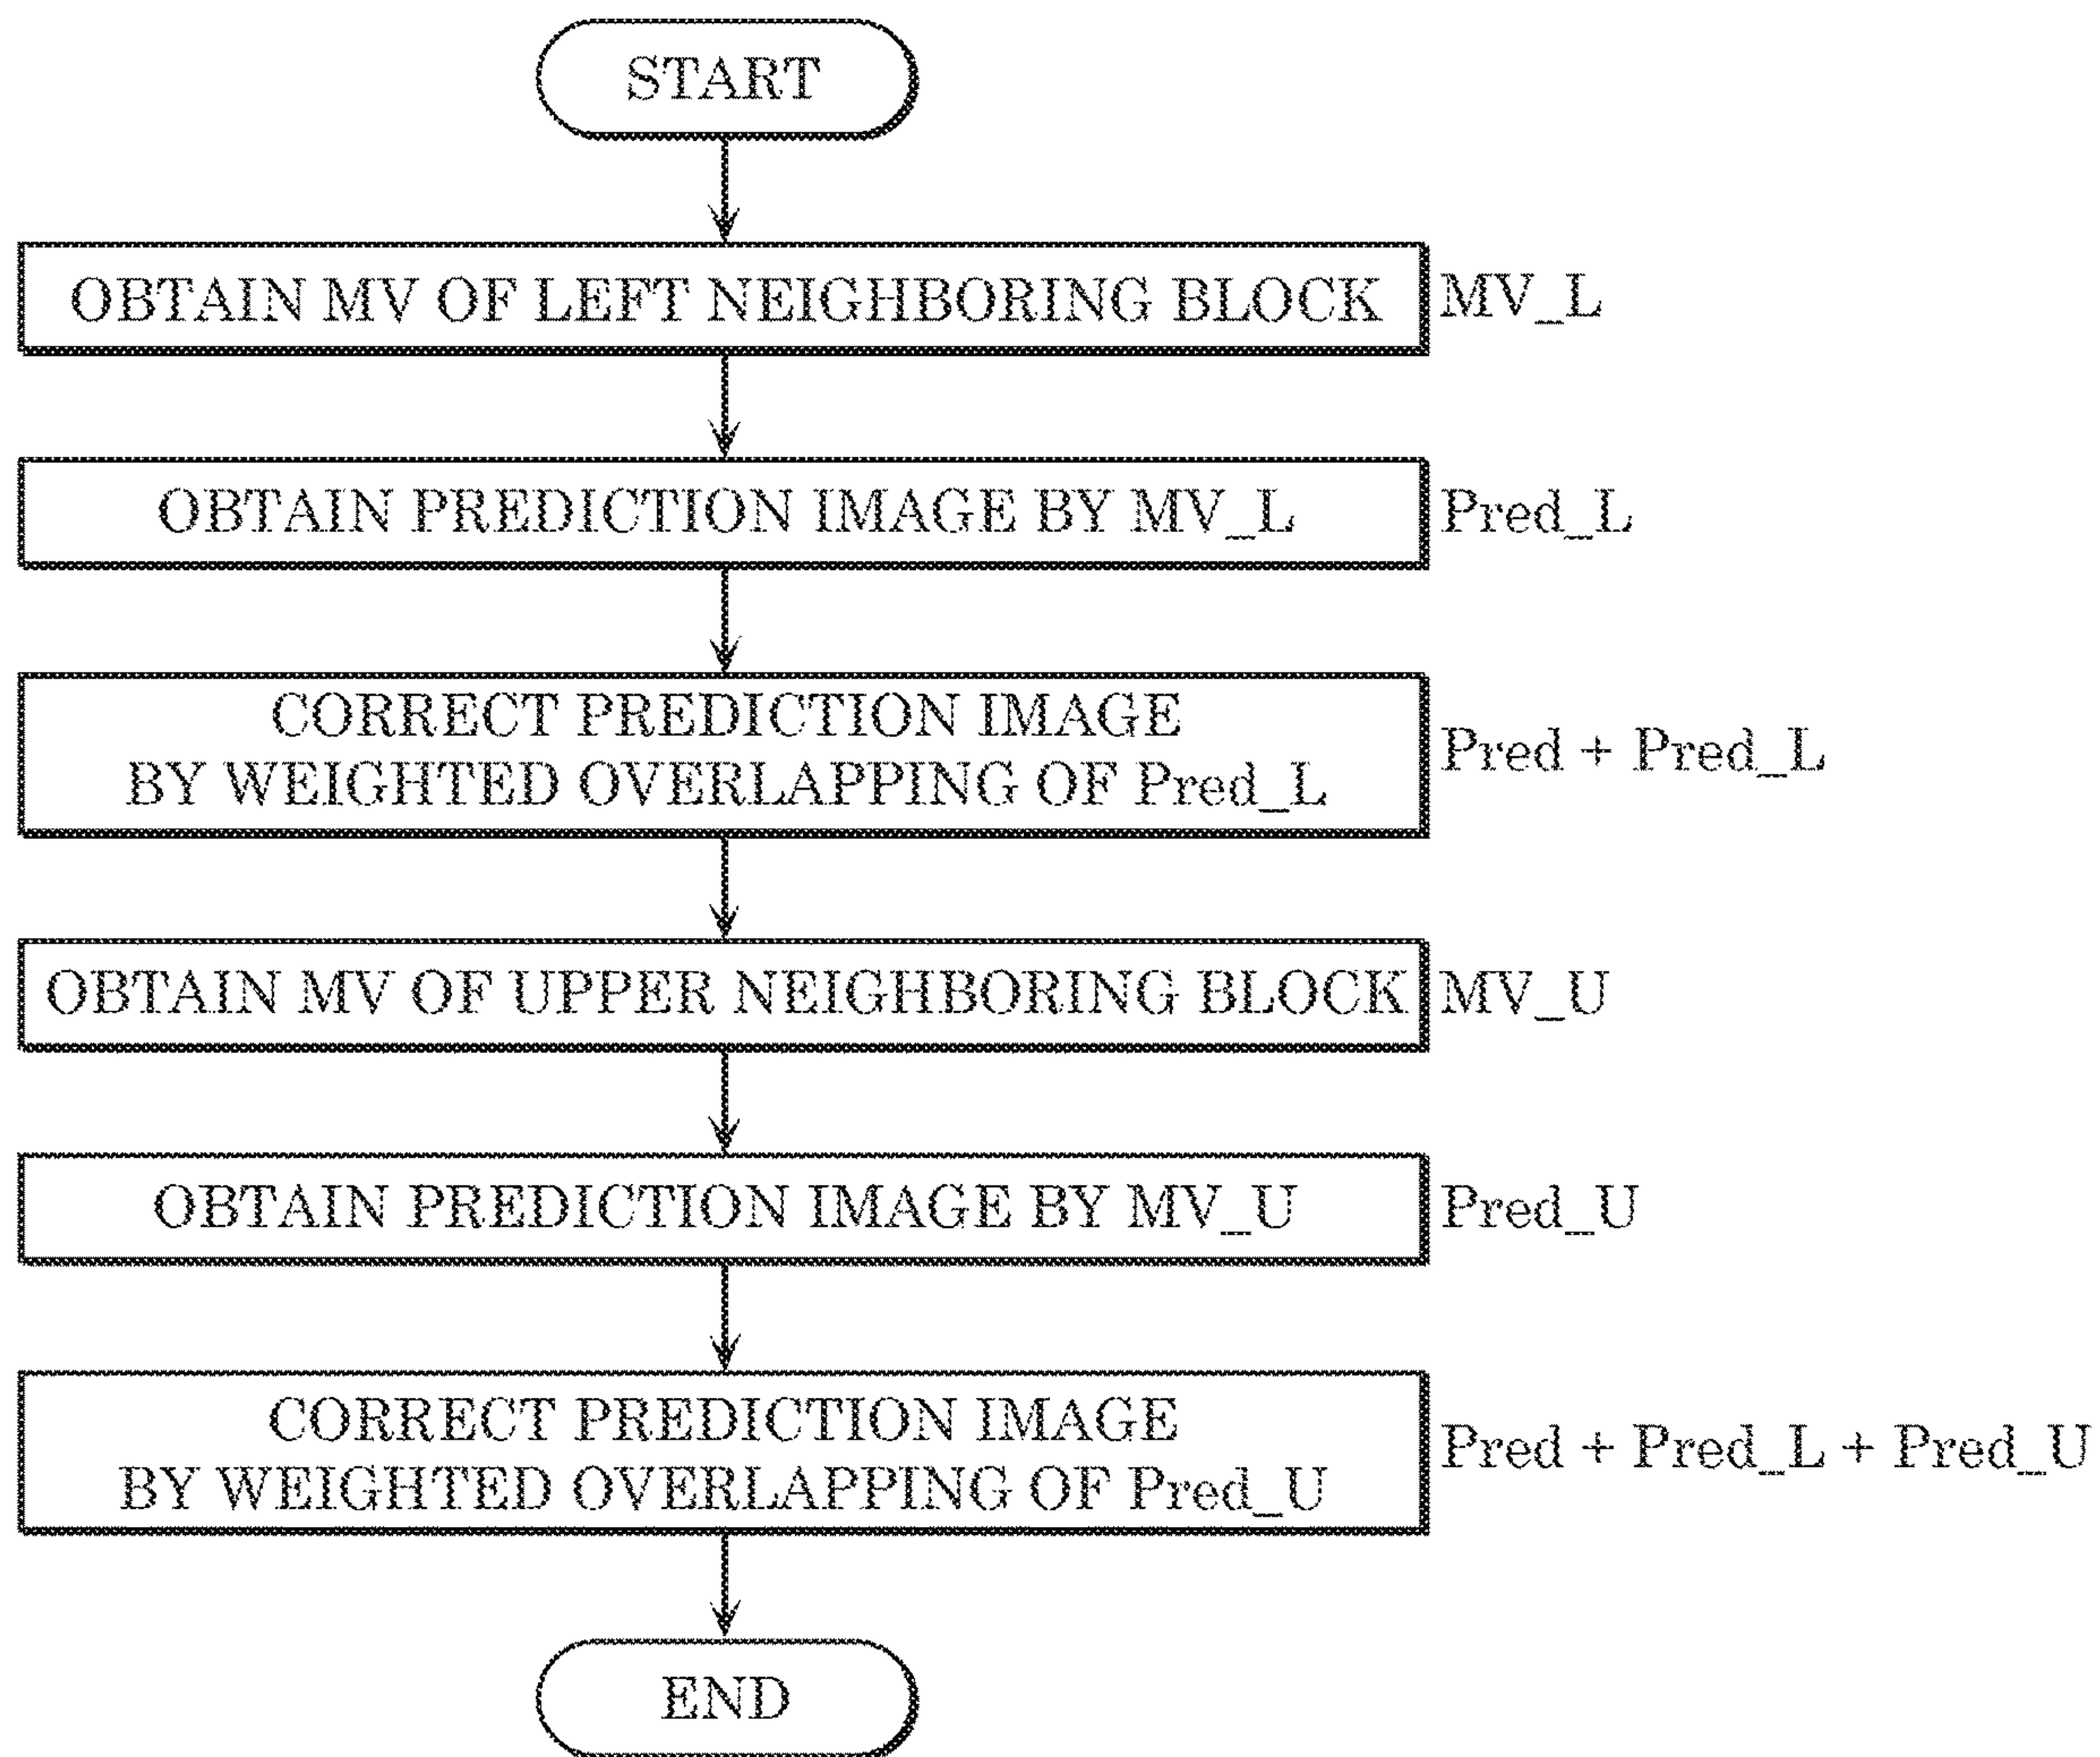 START
OBTAIN MV OF LEFT NEIGHBORING BLOCK
MV_L
OBTAIN PREDICTION IMAGE BY MV_L
Pred_L
CORRECT PREDICTION IMAGE
BY WEIGHTED OVERLAPPING OF Pred_L
Pred + Pred_L
OBTAIN MV OF UPPER NEIGHBORING BLOCK
MV_U
OBTAIN PREDICTION IMAGE BY MV_U
Pred_U
CORRECT PREDICTION IMAGE
BY WEIGHTED OVERLAPPING OF Pred_U
Pred + Pred_L + Pred_U
END